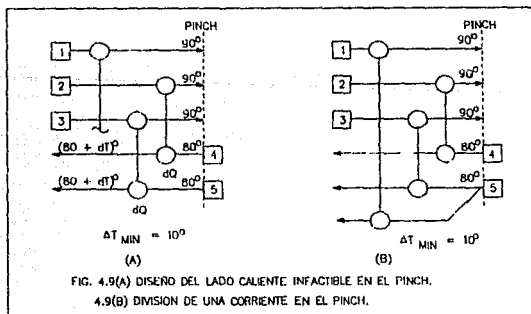 PINCH
1
90°
2
90°
3
90°
(80 + dT)°
dQ
80°
4
(80 + dT)°
80°
5
dQ
ΔT MIN = 10°
(A)
PINCH
1
90°
2
90°
3
90°
80°
4
80°
5
ΔT MIN = 10°
(B)
FIG. 4.9(A) DISEÑO DEL LADO CALIENTE INFACTIBLE EN EL PINCH.
4.9(B) DIVISION DE UNA CORRIENTE EN EL PINCH.